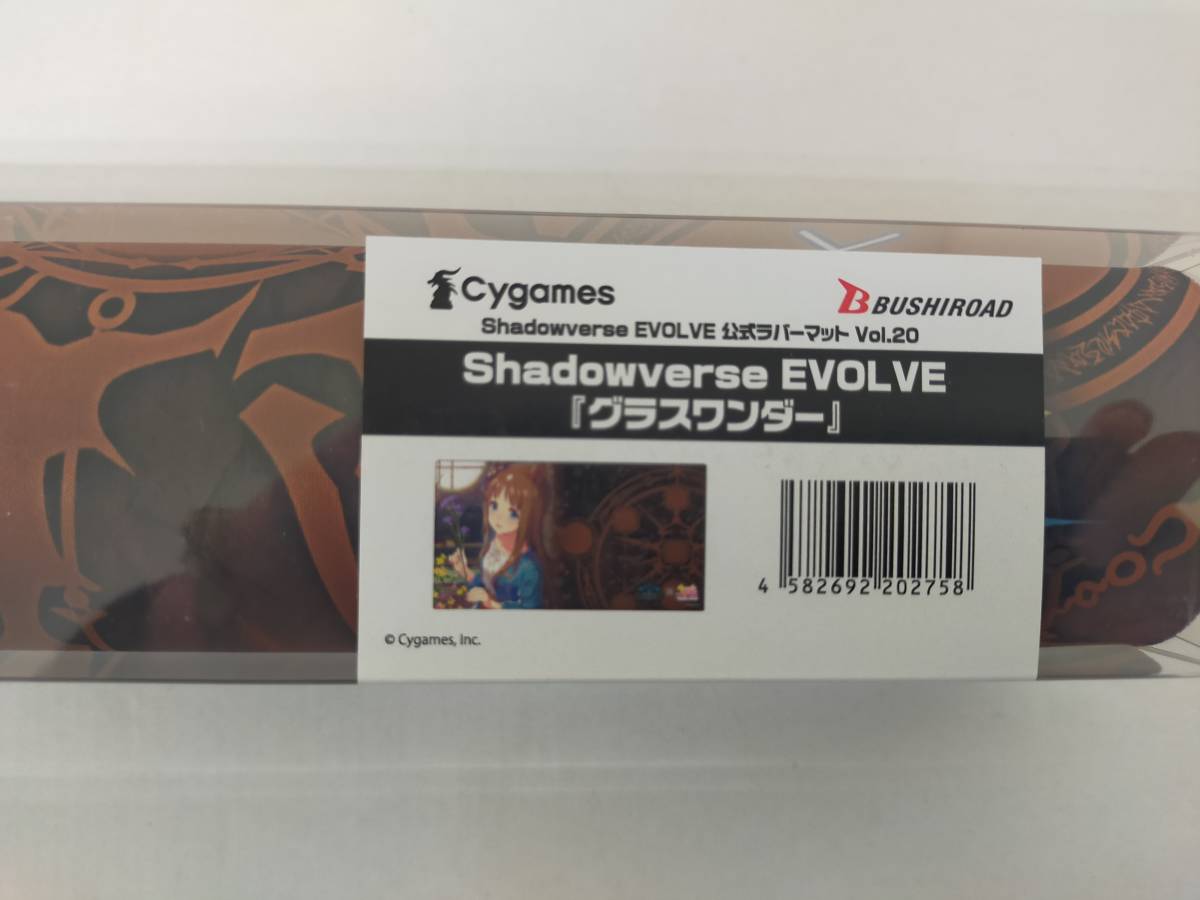 Cygames
BUSHIROAD
Shadowverse EVOLVE 公式ラバーマット Vol.20
Shadowverse EVOLVE
『グラスワンダー』
4 582692 202758
© Cygames, Inc.